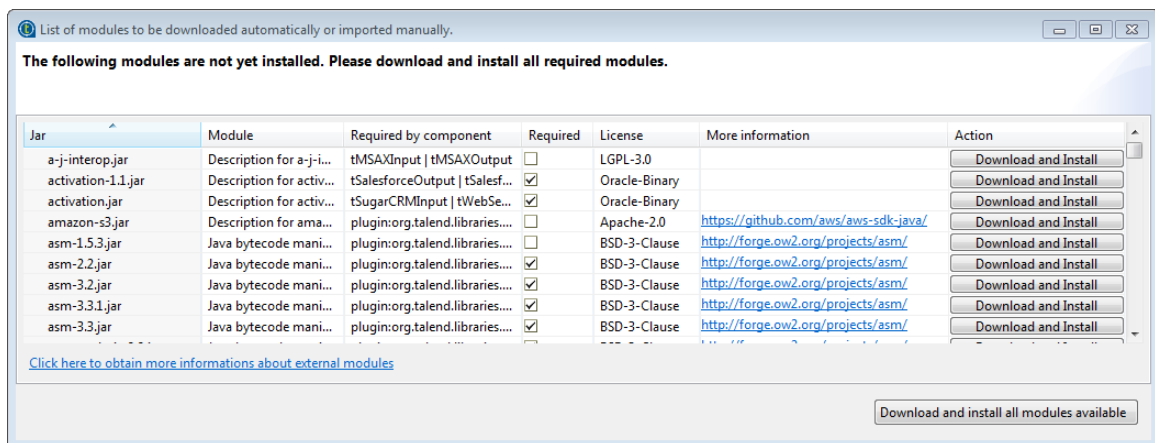 List of modules to be downloaded automatically or imported manually.
The following modules are not yet installed. Please download and install all required modules.
Jar Module Required by component Required License More information Action
a-j-interop.jar Description for a-j-i... tMSAXInput | tMSAXOutput LGPL-3.0 Download and Install
activation-1.1.jar Description for activ... tSalesforceOutput | tSalesf... Oracle-Binary Download and Install
activation.jar Description for activ... tSugarCRMInput | tWebSe... Oracle-Binary Download and Install
amazon-s3.jar Description for ama... plugin:org.talend.libraries.... Apache-2.0 https://github.com/aws/aws-sdk-java/ Download and Install
asm-1.5.3.jar Java bytecode mani... plugin:org.talend.libraries.... BSD-3-Clause http://forge.ow2.org/projects/asm/ Download and Install
asm-2.2.jar Java bytecode mani... plugin:org.talend.libraries.... BSD-3-Clause http://forge.ow2.org/projects/asm/ Download and Install
asm-3.2.jar Java bytecode mani... plugin:org.talend.libraries.... BSD-3-Clause http://forge.ow2.org/projects/asm/ Download and Install
asm-3.3.1.jar Java bytecode mani... plugin:org.talend.libraries.... BSD-3-Clause http://forge.ow2.org/projects/asm/ Download and Install
asm-3.3.jar Java bytecode mani... plugin:org.talend.libraries.... BSD-3-Clause http://forge.ow2.org/projects/asm/ Download and Install
Click here to obtain more informations about external modules
Download and install all modules available